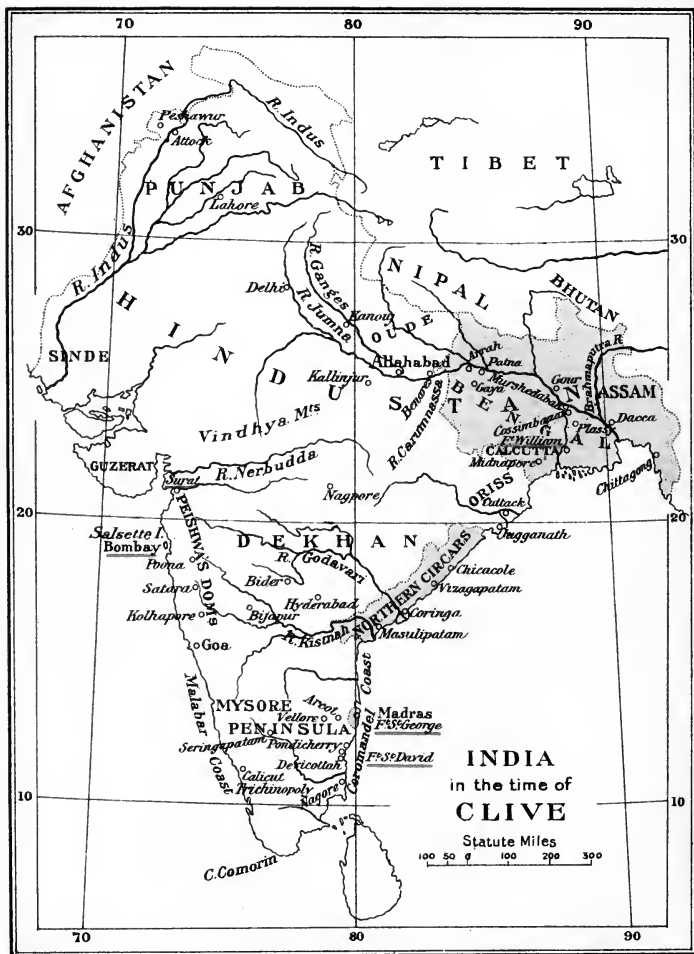 70 80 90
AFGHANISTAN
Peshawur
Attock
R. Indus
PUNJAB
Lahore
TIBET
30 30
R. Indus
HINDUSTAN
Delhi
R. Ganges
R. Jumna
Kanouj
OUDE
NIPAL
BHUTAN
SINDE
Allahabad
Arrah
Patna
Gour
Brahmaputra R
ASSAM
Kallinjur
Benares
Gaya
Murshedabad
BENGAL
Cossimbazar
Plassy
Dacca
R. Carumnassa
Ft. William
CALCUTTA
Vindhya Mts
Midnapore
Chittagong
GUZERAT
R. Nerbudda
Surat
Nagpore
ORISS
Cuttack
20 20
Jugganath
PEISHWA'S DOMS
DEKHAN
Salsette I.
Bombay
R. Godavari
NORTHERN CIRCARS
Chicacole
Poona
Bider
Vizagapatam
Satara
Hyderabad
Kolhapore
Bijapur
Coringa
R. Kistnah
Masulipatam
Goa
Malabar Coast
Coromandel Coast
MYSORE
Arcot
Madras
Vellore
Ft. St. George
PENINSULA
Seringapatam
Pondicherry
Devicottah
Ft. St. David
Calicut
Trichinopoly
Nagore
10 10
C. Comorin
INDIA
in the time of
CLIVE
Statute Miles
100 50 0 100 200 300
70 80 90